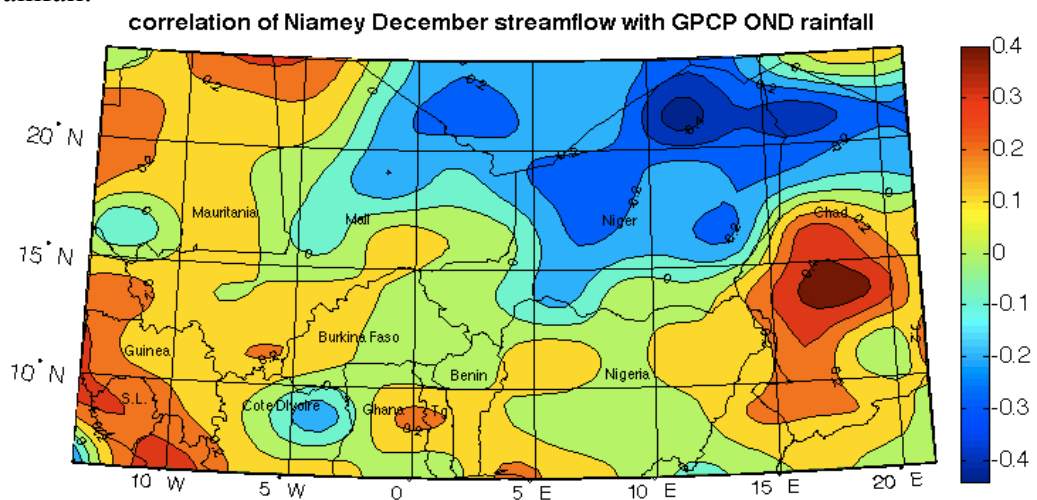 correlation of Niamey December streamflow with GPCP OND rainfall
0.4
0.3
0.2
0.1
0
-0.1
-0.2
-0.3
-0.4
20° N
15° N
10° N
Mauritania
Mali
Niger
Chad
Guinea
Burkina Faso
Benin
Nigeria
S.L.
Cote DIvoire
Ghana
Tg
10 W
5 W
0
5 E
10 E
15 E
20 E